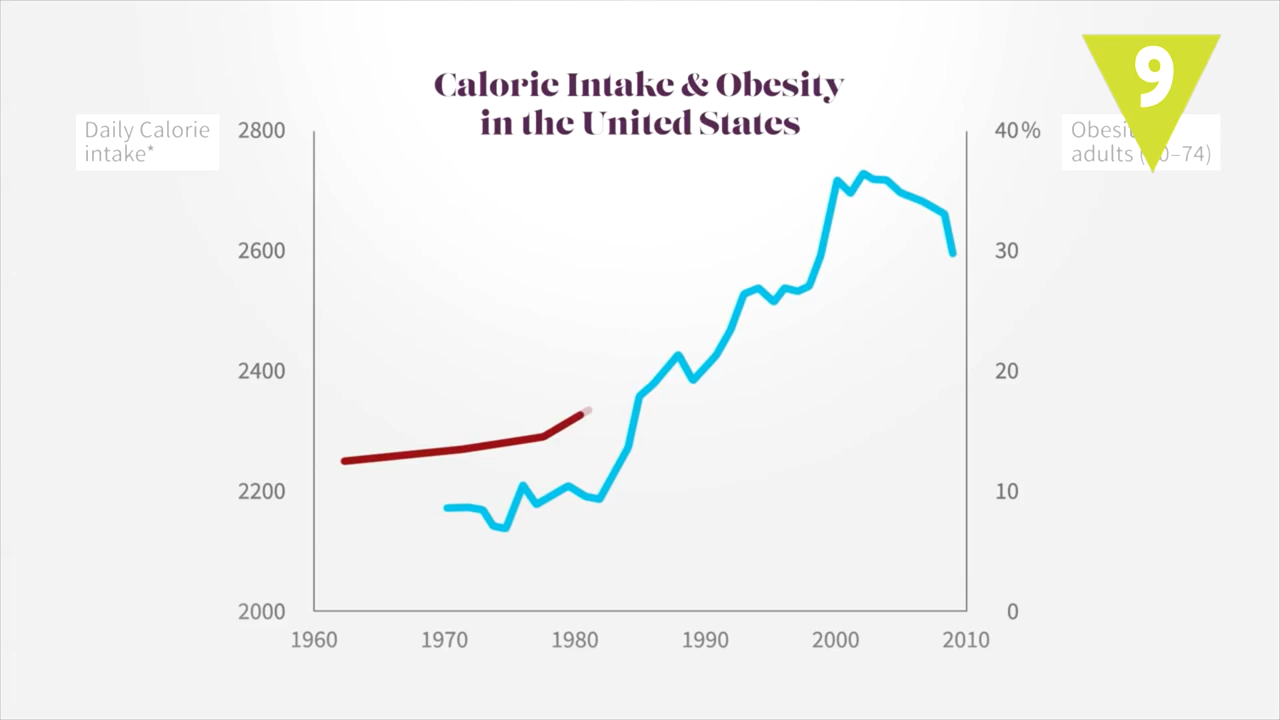 9
Calorie Intake & Obesity
in the United States
Daily Calorie
intake*
2800
2600
2400
2200
2000
40%
30
20
10
0
adults
1960 1970 1980 1990 2000 2010